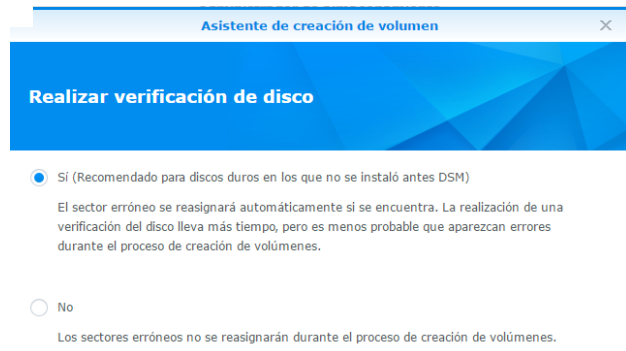 Asistente de creación de volumen
Realizar verificación de disco
Sí (Recomendado para discos duros en los que no se instaló antes DSM)
El sector erróneo se reasignará automáticamente si se encuentra. La realización de una
verificación del disco lleva más tiempo, pero es menos probable que aparezcan errores
durante el proceso de creación de volúmenes.
No
Los sectores erróneos no se reasignarán durante el proceso de creación de volúmenes.